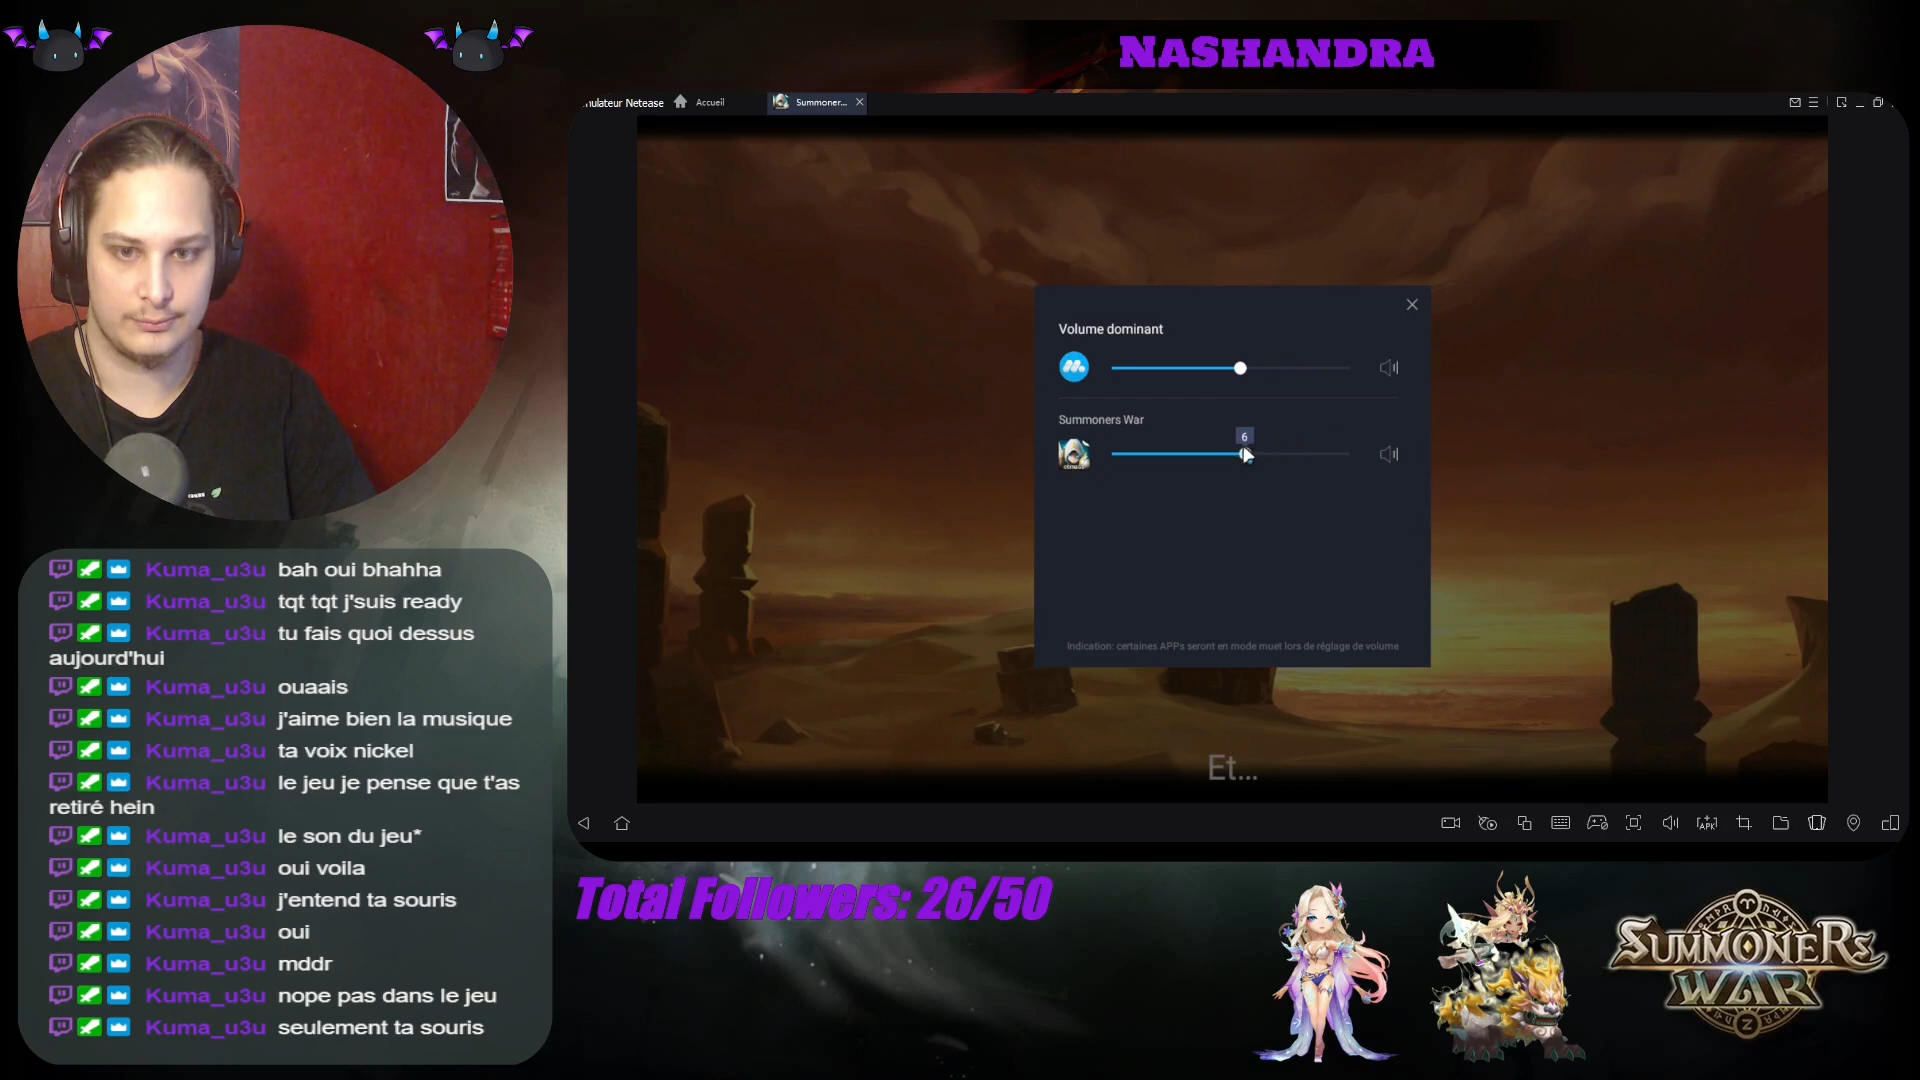 NaShandra
mulateur Netease
Accueil
Summoner...
Volume dominant
Summoners War
6
Indication: certaines APPs seront en mode muet lors de réglage de volume
Et...
APK
Kuma_u3u bah oui bhahha
Kuma_u3u tqt tqt j'suis ready
Kuma_u3u tu fais quoi dessus
aujourd'hui
Kuma_u3u ouaais
Kuma_u3u j'aime bien la musique
Kuma_u3u ta voix nickel
Kuma_u3u le jeu je pense que t'as
retiré hein
Kuma_u3u le son du jeu*
Kuma_u3u oui voila
Kuma_u3u j'entend ta souris
Kuma_u3u oui
Kuma_u3u mddr
Kuma_u3u nope pas dans le jeu
Kuma_u3u seulement ta souris
Total Followers: 26/50
SUMMONERS
WAR